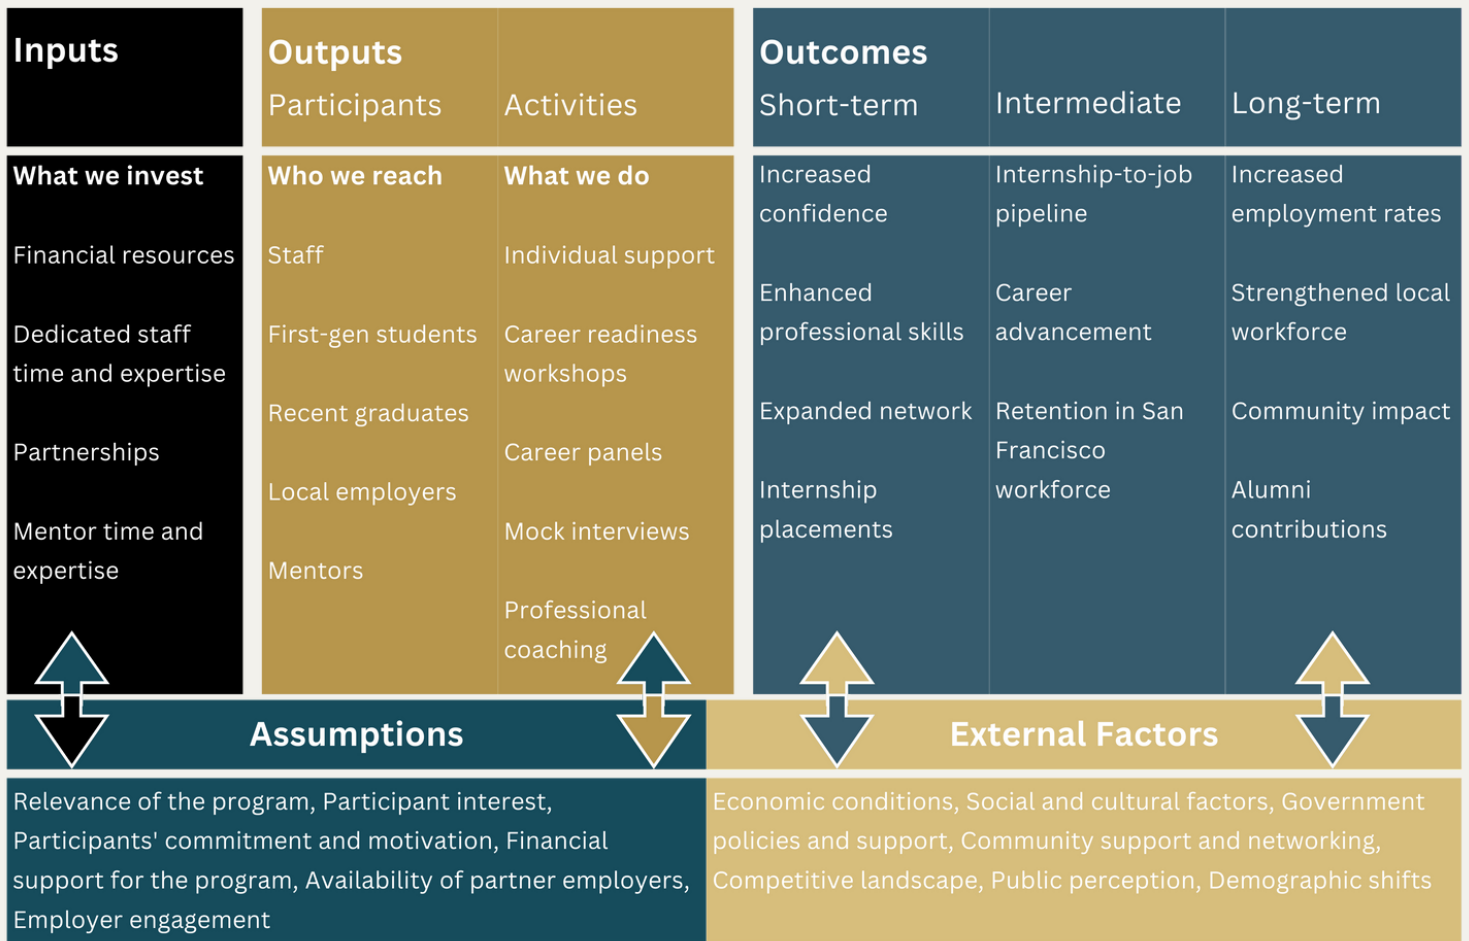 Inputs
Outputs
Participants
Activities
Outcomes
Short-term
Intermediate
Long-term
What we invest
Financial resources
Dedicated staff
time and expertise
Partnerships
Mentor time and
expertise
Who we reach
Staff
First-gen students
Recent graduates
Local employers
Mentors
What we do
Individual support
Career readiness
workshops
Career panels
Mock interviews
Professional
coaching
Increased
confidence
Enhanced
professional skills
Expanded network
Internship
placements
Internship-to-job
pipeline
Career
advancement
Retention in San
Francisco
workforce
Increased
employment rates
Strengthened local
workforce
Community impact
Alumni
contributions
Assumptions
Relevance of the program, Participant interest,
Participants' commitment and motivation, Financial
support for the program, Availability of partner employers,
Employer engagement
External Factors
Economic conditions, Social and cultural factors, Government
policies and support, Community support and networking,
Competitive landscape, Public perception, Demographic shifts